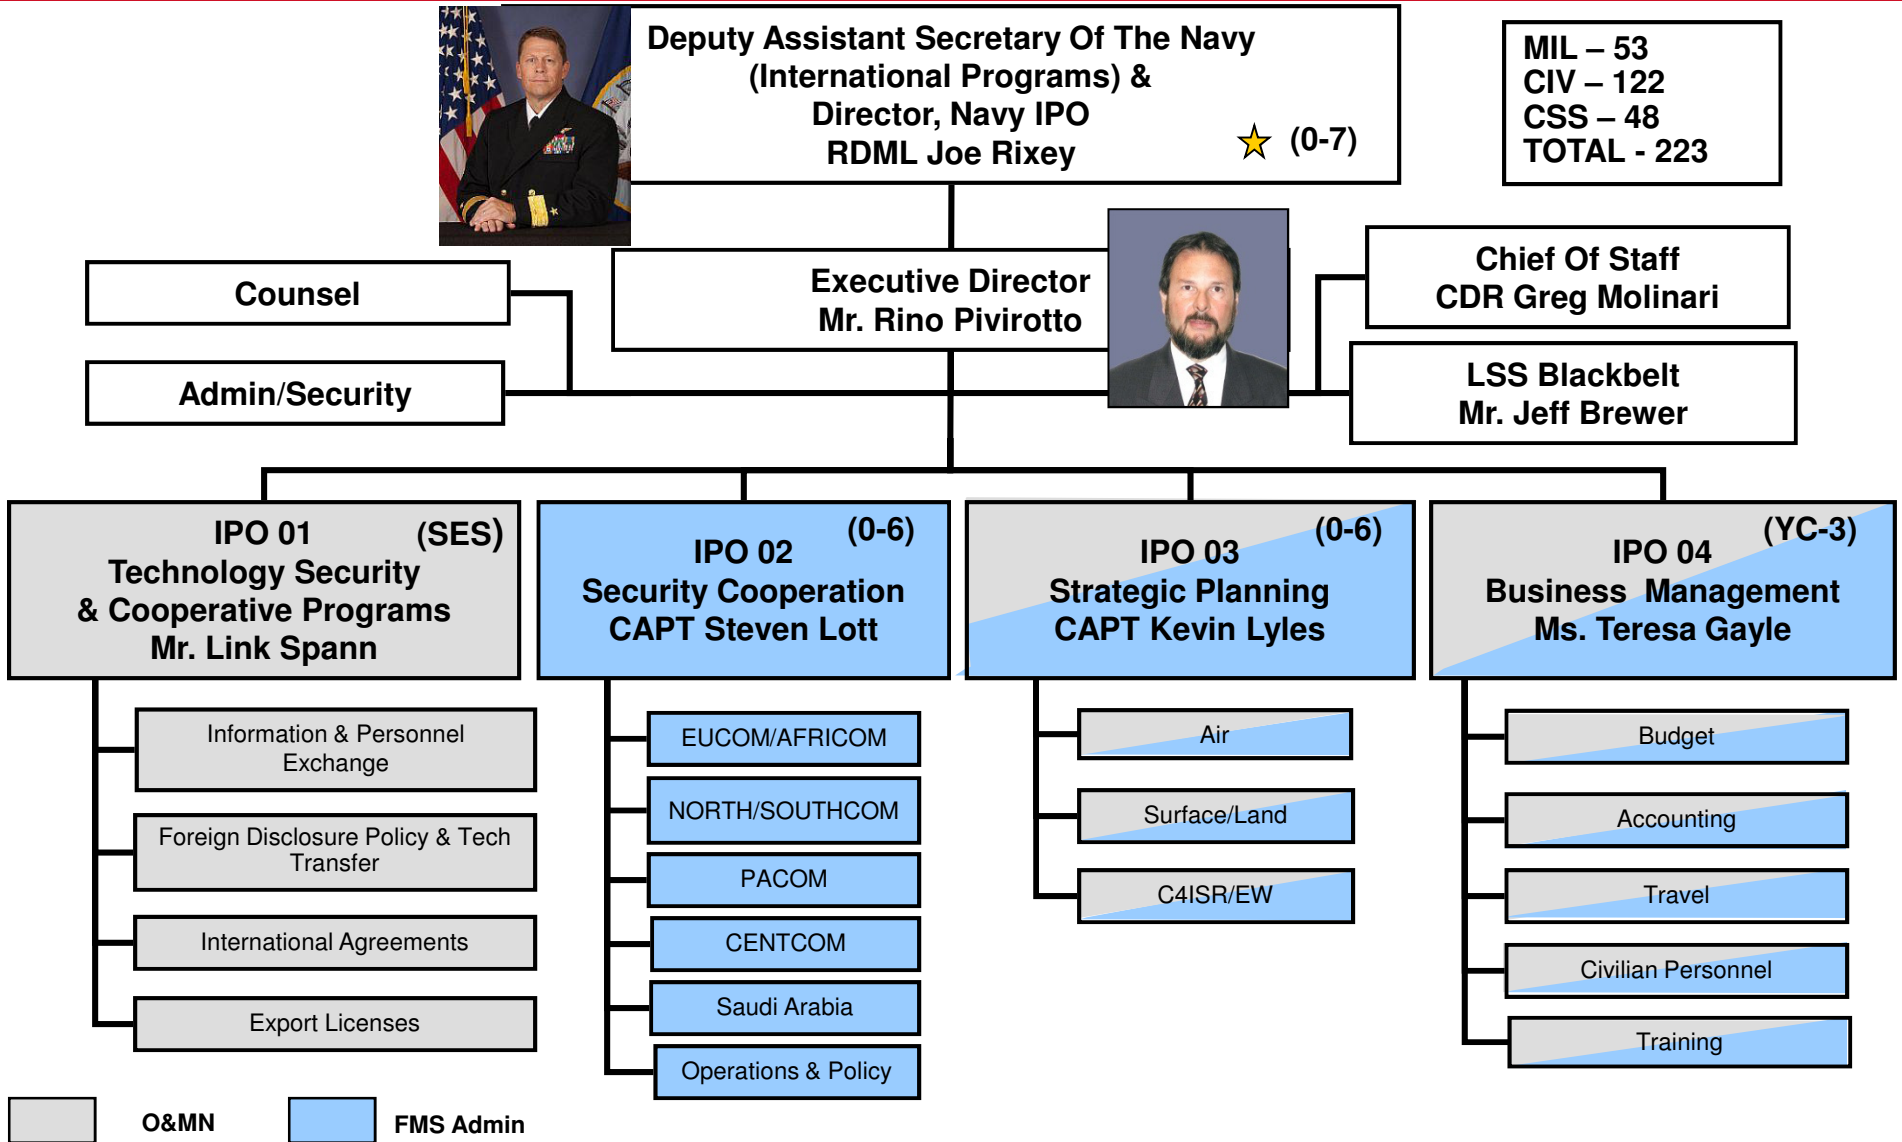 Deputy Assistant Secretary Of The Navy
(International Programs) &
Director, Navy IPO
RDML Joe Rixey
(0-7)
MIL – 53
CIV – 122
CSS – 48
TOTAL - 223
Executive Director
Mr. Rino Pivirotto
Counsel
Admin/Security
Chief Of Staff
CDR Greg Molinari
LSS Blackbelt
Mr. Jeff Brewer
IPO 01 (SES)
Technology Security
& Cooperative Programs
Mr. Link Spann
Information & Personnel
Exchange
Foreign Disclosure Policy & Tech
Transfer
International Agreements
Export Licenses
(0-6)
IPO 02
Security Cooperation
CAPT Steven Lott
EUCOM/AFRICOM
NORTH/SOUTHCOM
PACOM
CENTCOM
Saudi Arabia
Operations & Policy
(0-6)
IPO 03
Strategic Planning
CAPT Kevin Lyles
Air
Surface/Land
C4ISR/EW
(YC-3)
IPO 04
Business Management
Ms. Teresa Gayle
Budget
Accounting
Travel
Civilian Personnel
Training
O&MN
FMS Admin